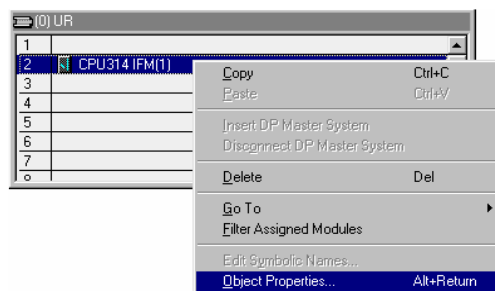 (0) UR
1
2 CPU314 IFM(1)
3
4
5
6
7
Copy Ctrl+C
Paste Ctrl+V
Insert DP Master System
Disconnect DP Master System
Delete Del
Go To
Filter Assigned Modules
Edit Symbolic Names...
Object Properties... Alt+Return